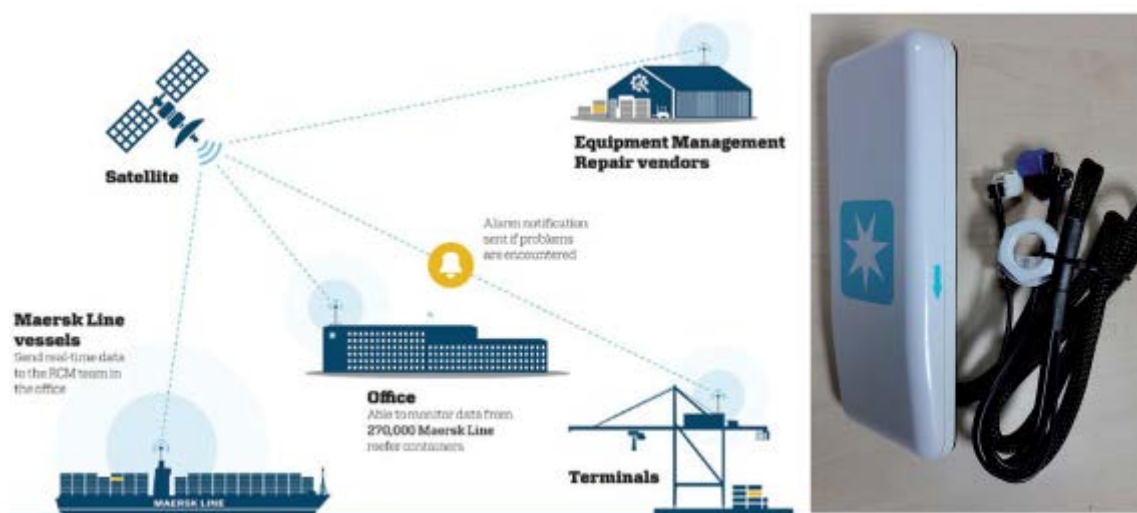 Satellite
Equipment Management
Repair vendors
Alarm notification
sent if problems
are encountered
Maersk Line
vessels
Send real-time data
to the RCM team in
the office
Office
Able to monitor data from
270,000 Maersk Line
reefer containers
Terminals
MAERSK LINE